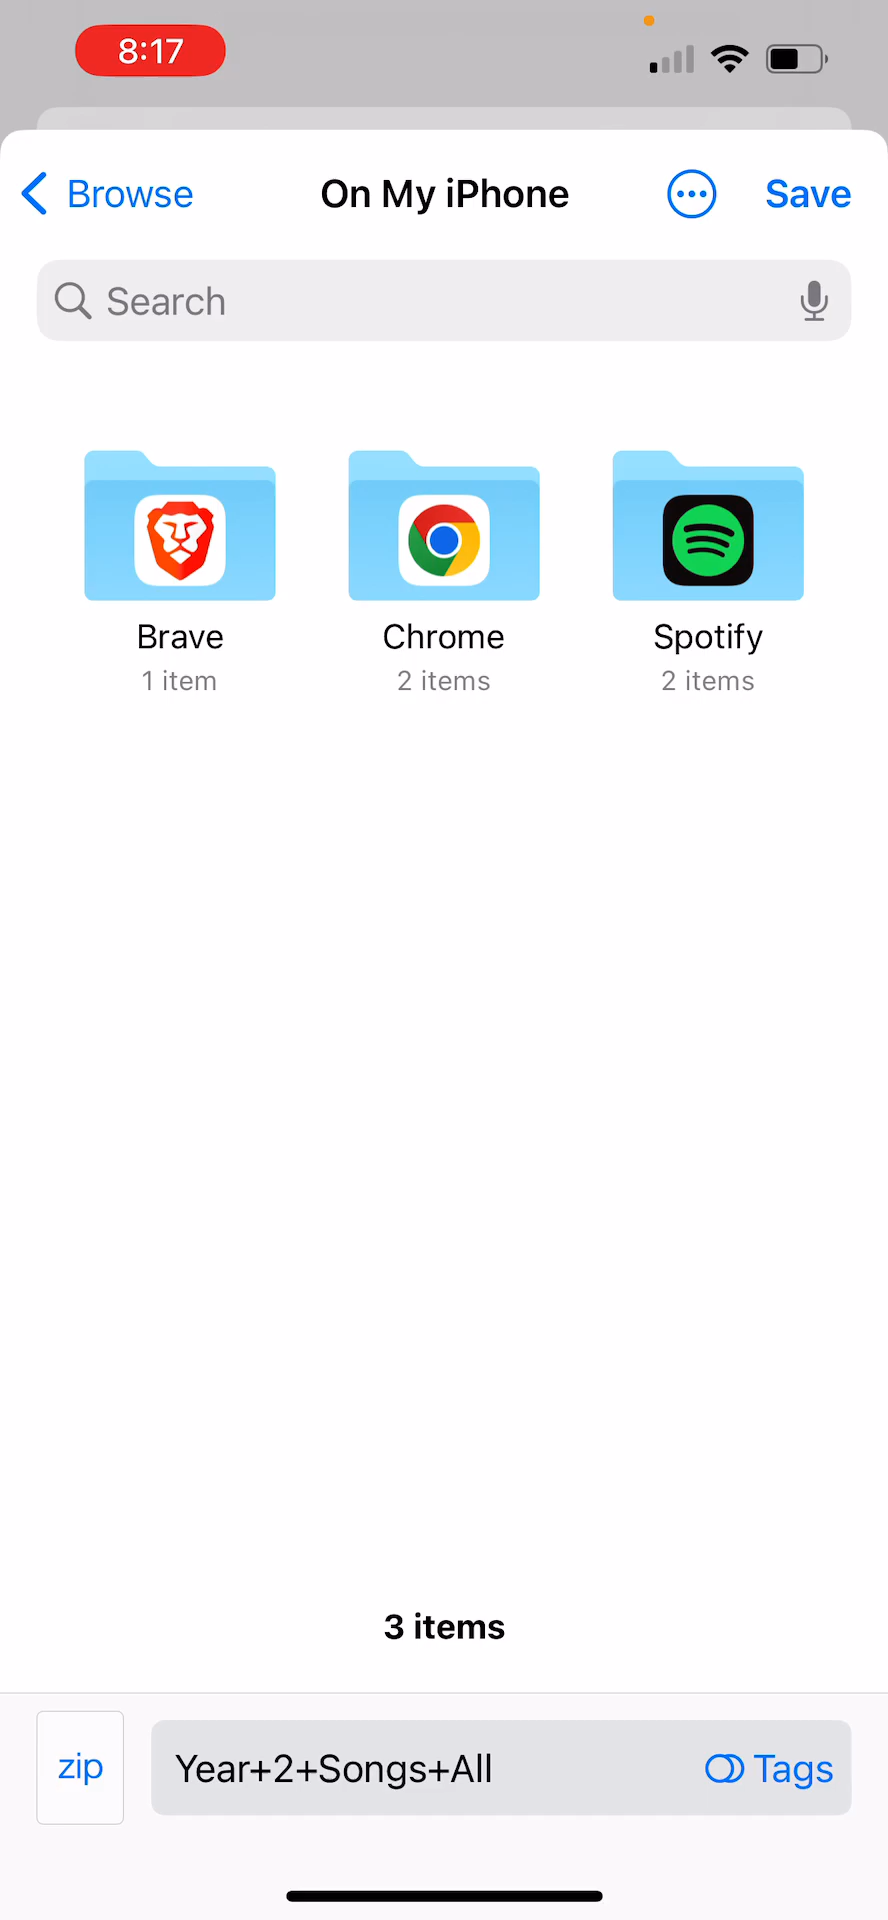 8:17
Browse
On My iPhone
Save
Search
Brave
1 item
Chrome
2 items
Spotify
2 items
3 items
zip
Year+2+Songs+All
Tags